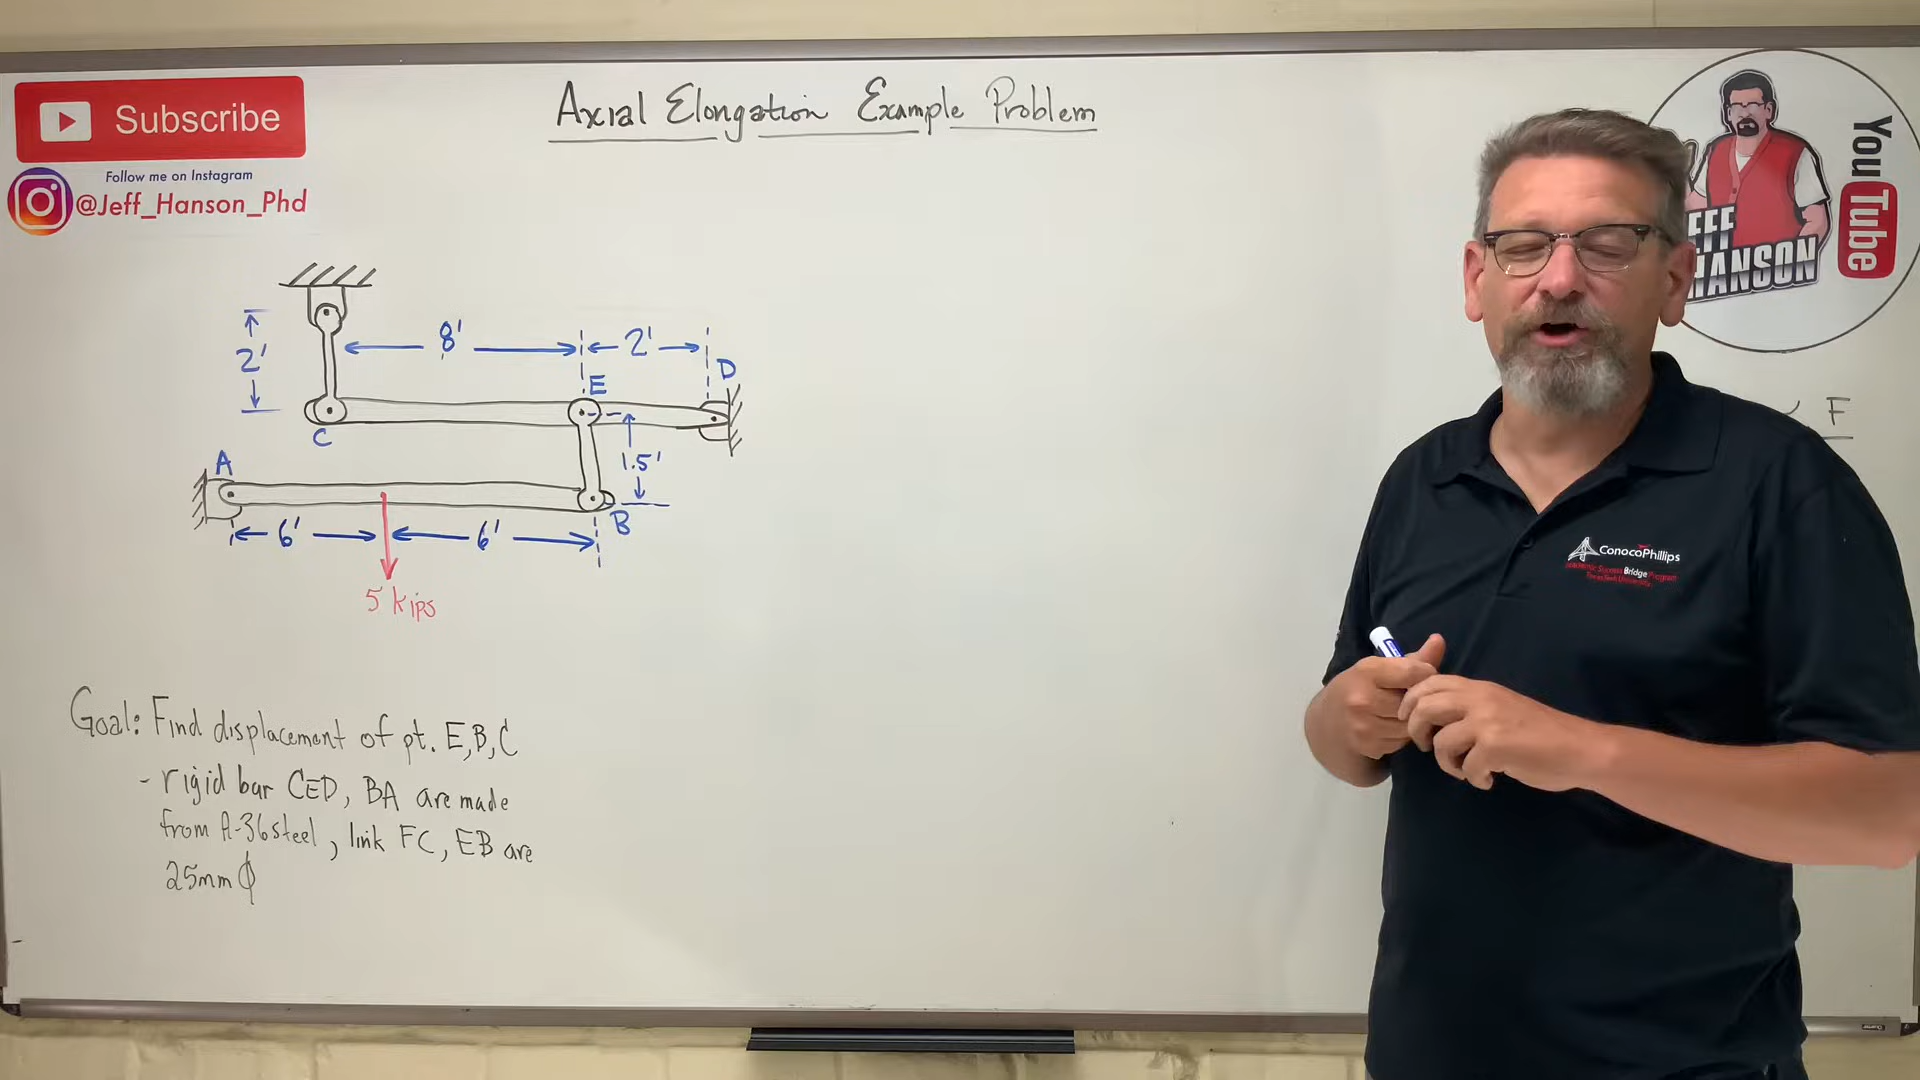 Axial Elongation Example Problem
Subscribe
Follow me on Instagram
@Jeff_Hanson_Phd
YouTube
JEFF
HANSON
8'
2'
2'
D
E
C
F
A
1.5'
B
6'
6'
5 kips
ConocoPhillips
Bridge Program
Goal: Find displacement of pt. E,B,C
- rigid bar CED, BA are made
from A-36 steel, link FC, EB are
25mm ϕ